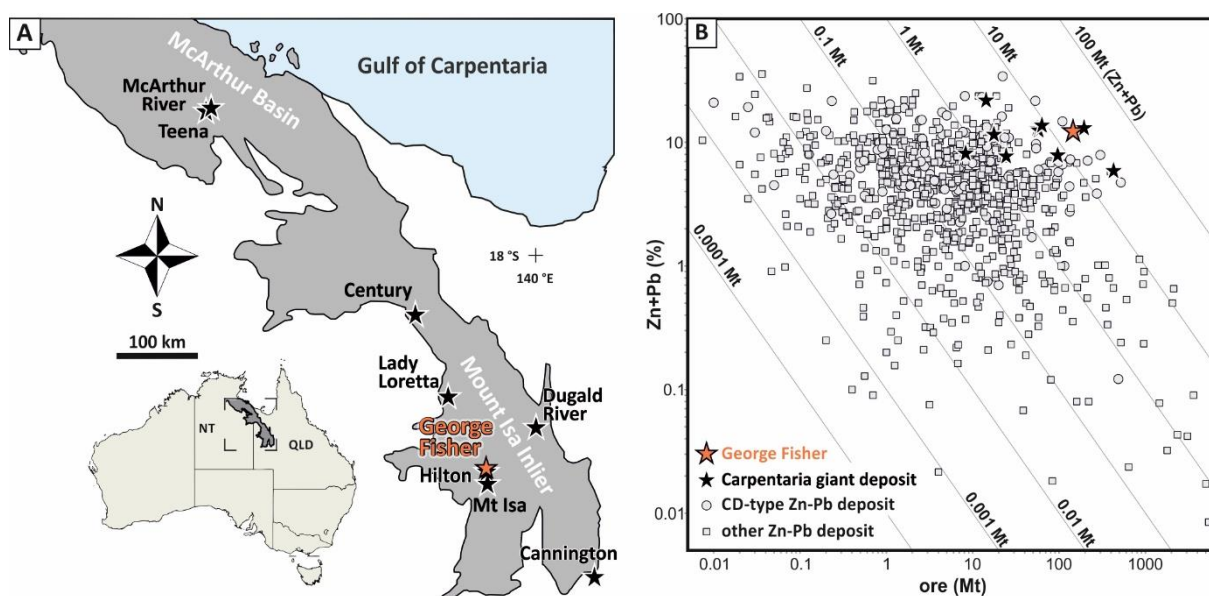 A
McArthur Basin
Gulf of Carpentaria
McArthur
River
Teena
N
S
18 °S
140 °E
Century
100 km
Lady
Loretta
Mount Isa Inlier
Dugald
River
George
Fisher
Hilton
Mt Isa
Cannington
NT
QLD
B
100
10
1
0.1
0.01
Zn+Pb (%)
0.1 Mt
1 Mt
10 Mt
100 Mt (Zn+Pb)
0.0001 Mt
0.001 Mt
0.01 Mt
George Fisher
Carpentaria giant deposit
CD-type Zn-Pb deposit
other Zn-Pb deposit
0.01
0.1
1
10
100
1000
ore (Mt)